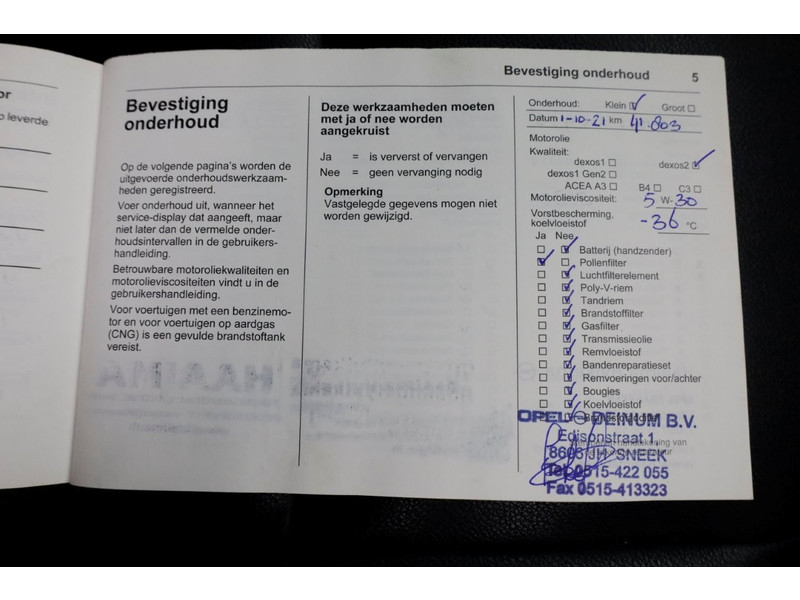 or
o leverde
Bevestiging onderhoud 5
Bevestiging
onderhoud
Op de volgende pagina's worden de
uitgevoerde onderhoudswerkzaam-
heden geregistreerd.
Voer onderhoud uit, wanneer het
service-display dat aangeeft, maar
niet later dan de vermelde onder-
houdsintervallen in de gebruikers-
handleiding.
Betrouwbare motoroliekwaliteiten en
motorolieviscositeiten vindt u in de
gebruikershandleiding.
Voor voertuigen met een benzinemo-
tor en voor voertuigen op aardgas
(CNG) is een gevulde brandstoftank
vereist.
Deze werkzaamheden moeten
met ja of nee worden
aangekruist
Ja = is ververst of vervangen
Nee = geen vervanging nodig
Opmerking
Vastgelegde gegevens mogen niet
worden gewijzigd.
Onderhoud: Klein Groot
Datum 1-10-21 km 41.803
Motorolie
Kwaliteit:
dexos1 dexos2
dexos1 Gen2
ACEA A3 B4 C3
Motorolieviscositeit: 5 W-30
Vorstbescherming,
koelvloeistof -36 °C
Ja Nee
Batterij (handzender)
Pollenfilter
Luchtfilterelement
Poly-V-riem
Tandriem
Brandstoffilter
Gasfilter
Transmissieolie
Remvloeistof
Bandenreparatieset
Remvoeringen voor/achter
Bougies
Koelvloeistof
OPEL DEINUM B.V.
Edisonstraat 1
SNEEK
Tel. 0515-422 055
Fax 0515-413323